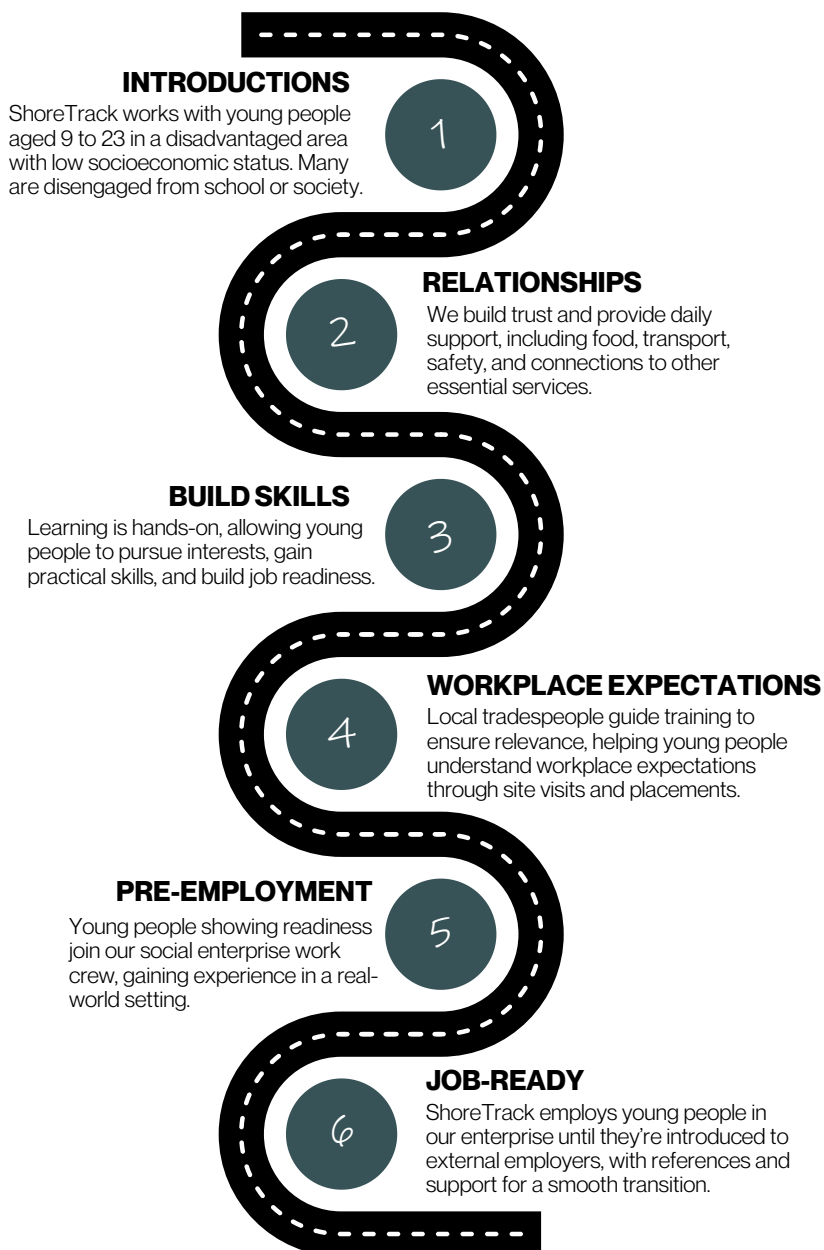 INTRODUCTIONS
ShoreTrack works with young people
aged 9 to 23 in a disadvantaged area
with low socioeconomic status. Many
are disengaged from school or society.
1
RELATIONSHIPS
We build trust and provide daily
support, including food, transport,
safety, and connections to other
essential services.
2
BUILD SKILLS
Learning is hands-on, allowing young
people to pursue interests, gain
practical skills, and build job readiness.
3
WORKPLACE EXPECTATIONS
Local tradespeople guide training to
ensure relevance, helping young people
understand workplace expectations
through site visits and placements.
4
PRE-EMPLOYMENT
Young people showing readiness
join our social enterprise work
crew, gaining experience in a real-
world setting.
5
JOB-READY
ShoreTrack employs young people in
our enterprise until they're introduced to
external employers, with references and
support for a smooth transition.
6